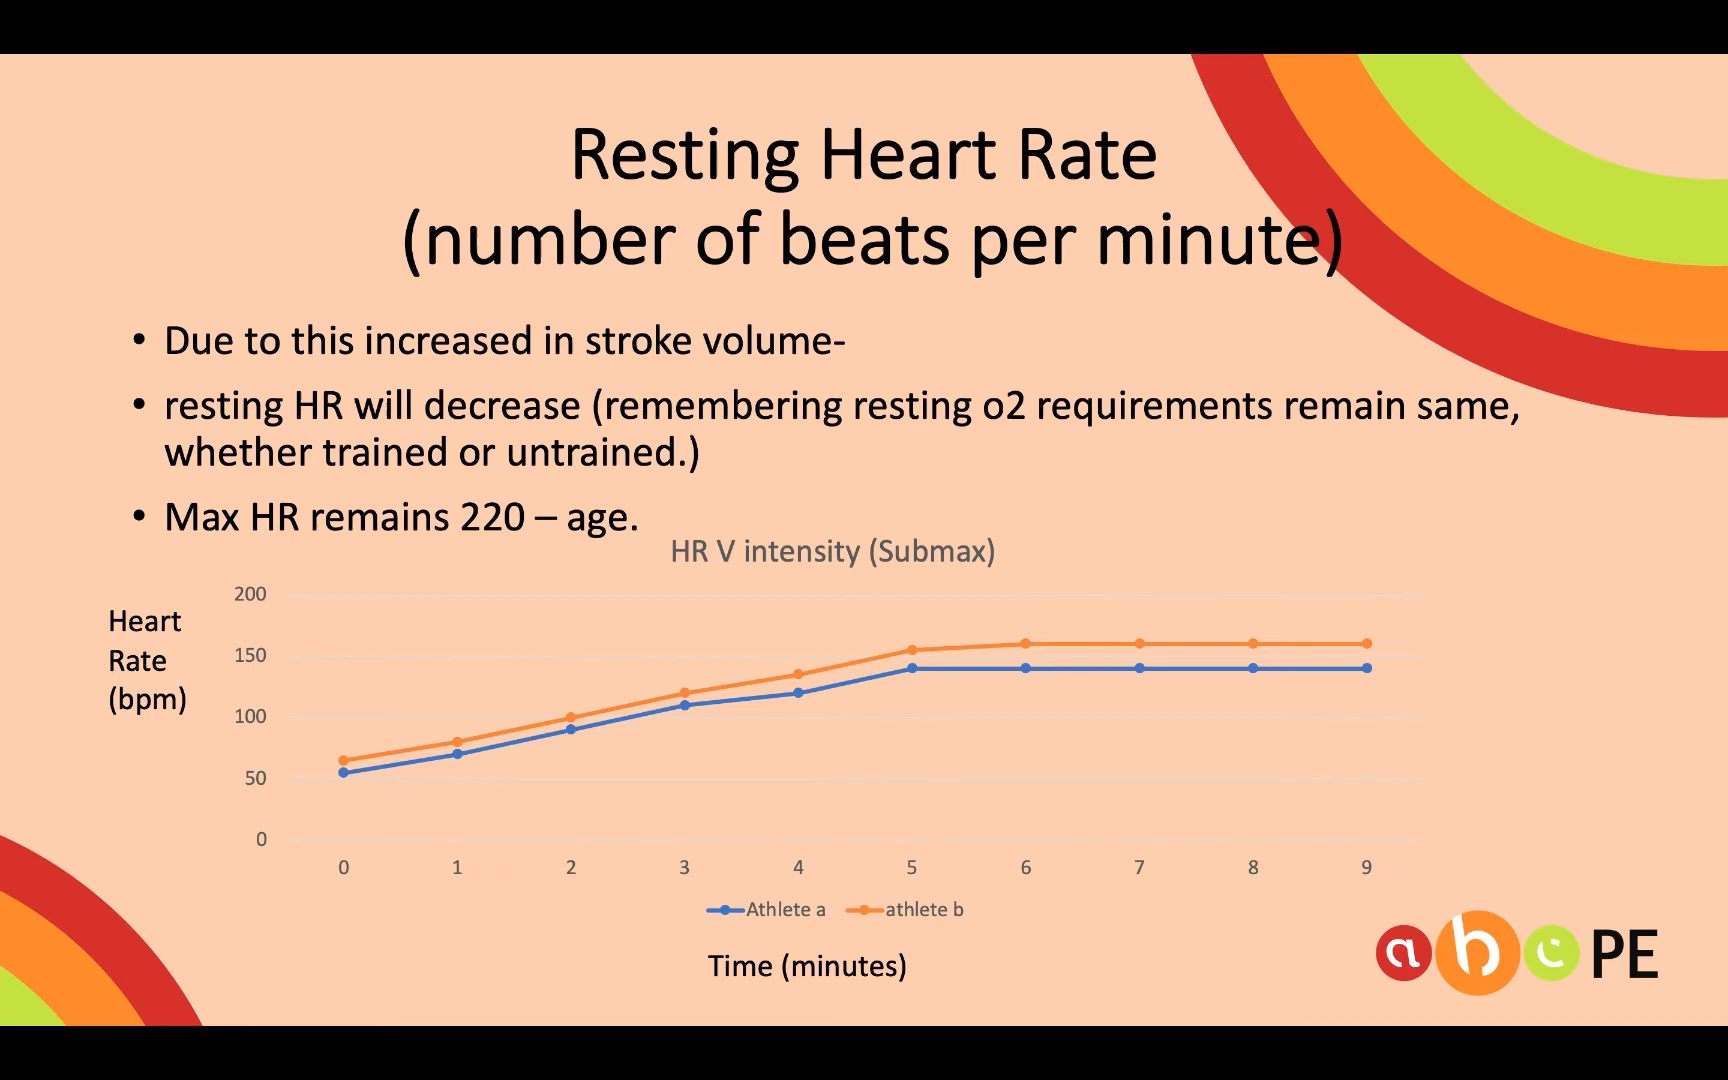 Resting Heart Rate
(number of beats per minute)
• Due to this increased in stroke volume-
• resting HR will decrease (remembering resting o2 requirements remain same,
whether trained or untrained.)
• Max HR remains 220 – age.
HR V intensity (Submax)
Heart
Rate
(bpm)
200
150
100
50
0
0 1 2 3 4 5 6 7 8 9
Athlete a athlete b
Time (minutes)
a b c PE